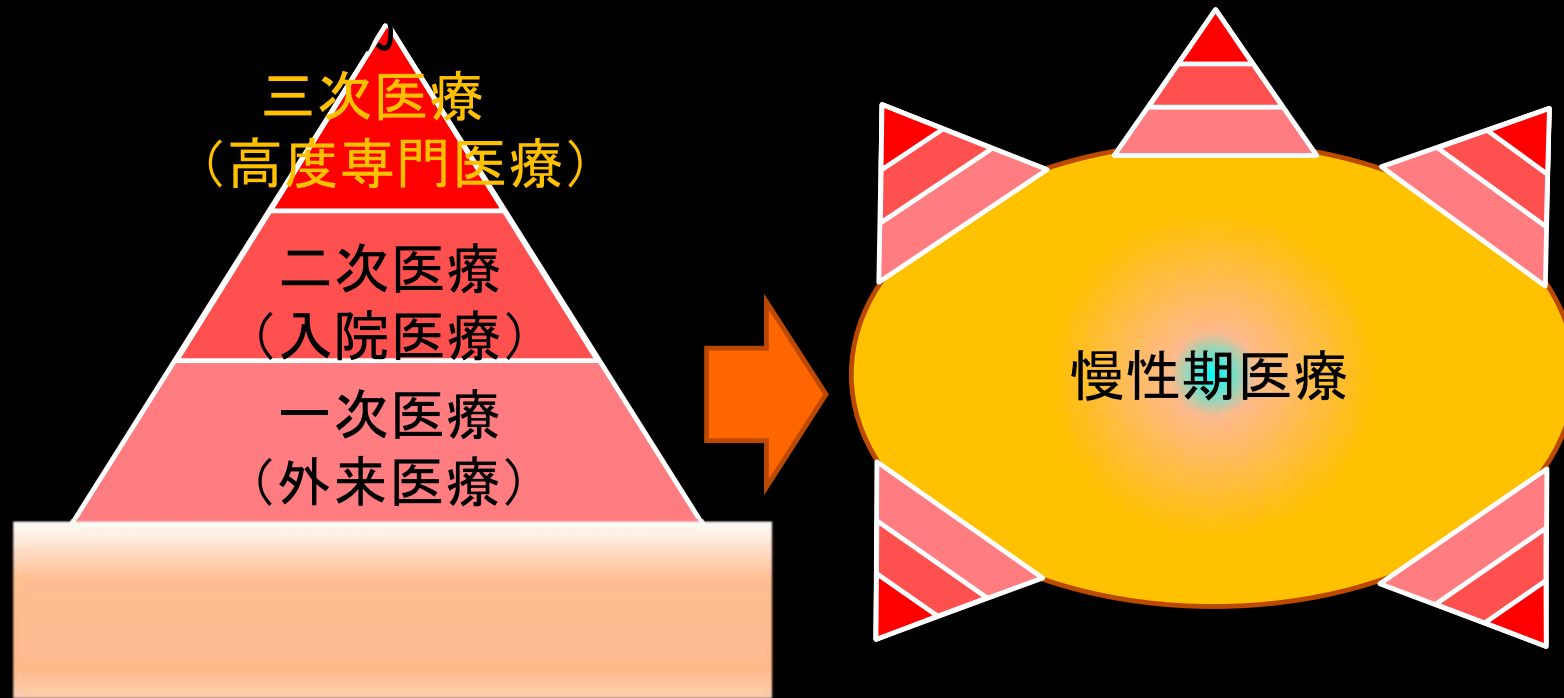 三次医療
（高度専門医療）
二次医療
（入院医療）
一次医療
（外来医療）
慢性期医療